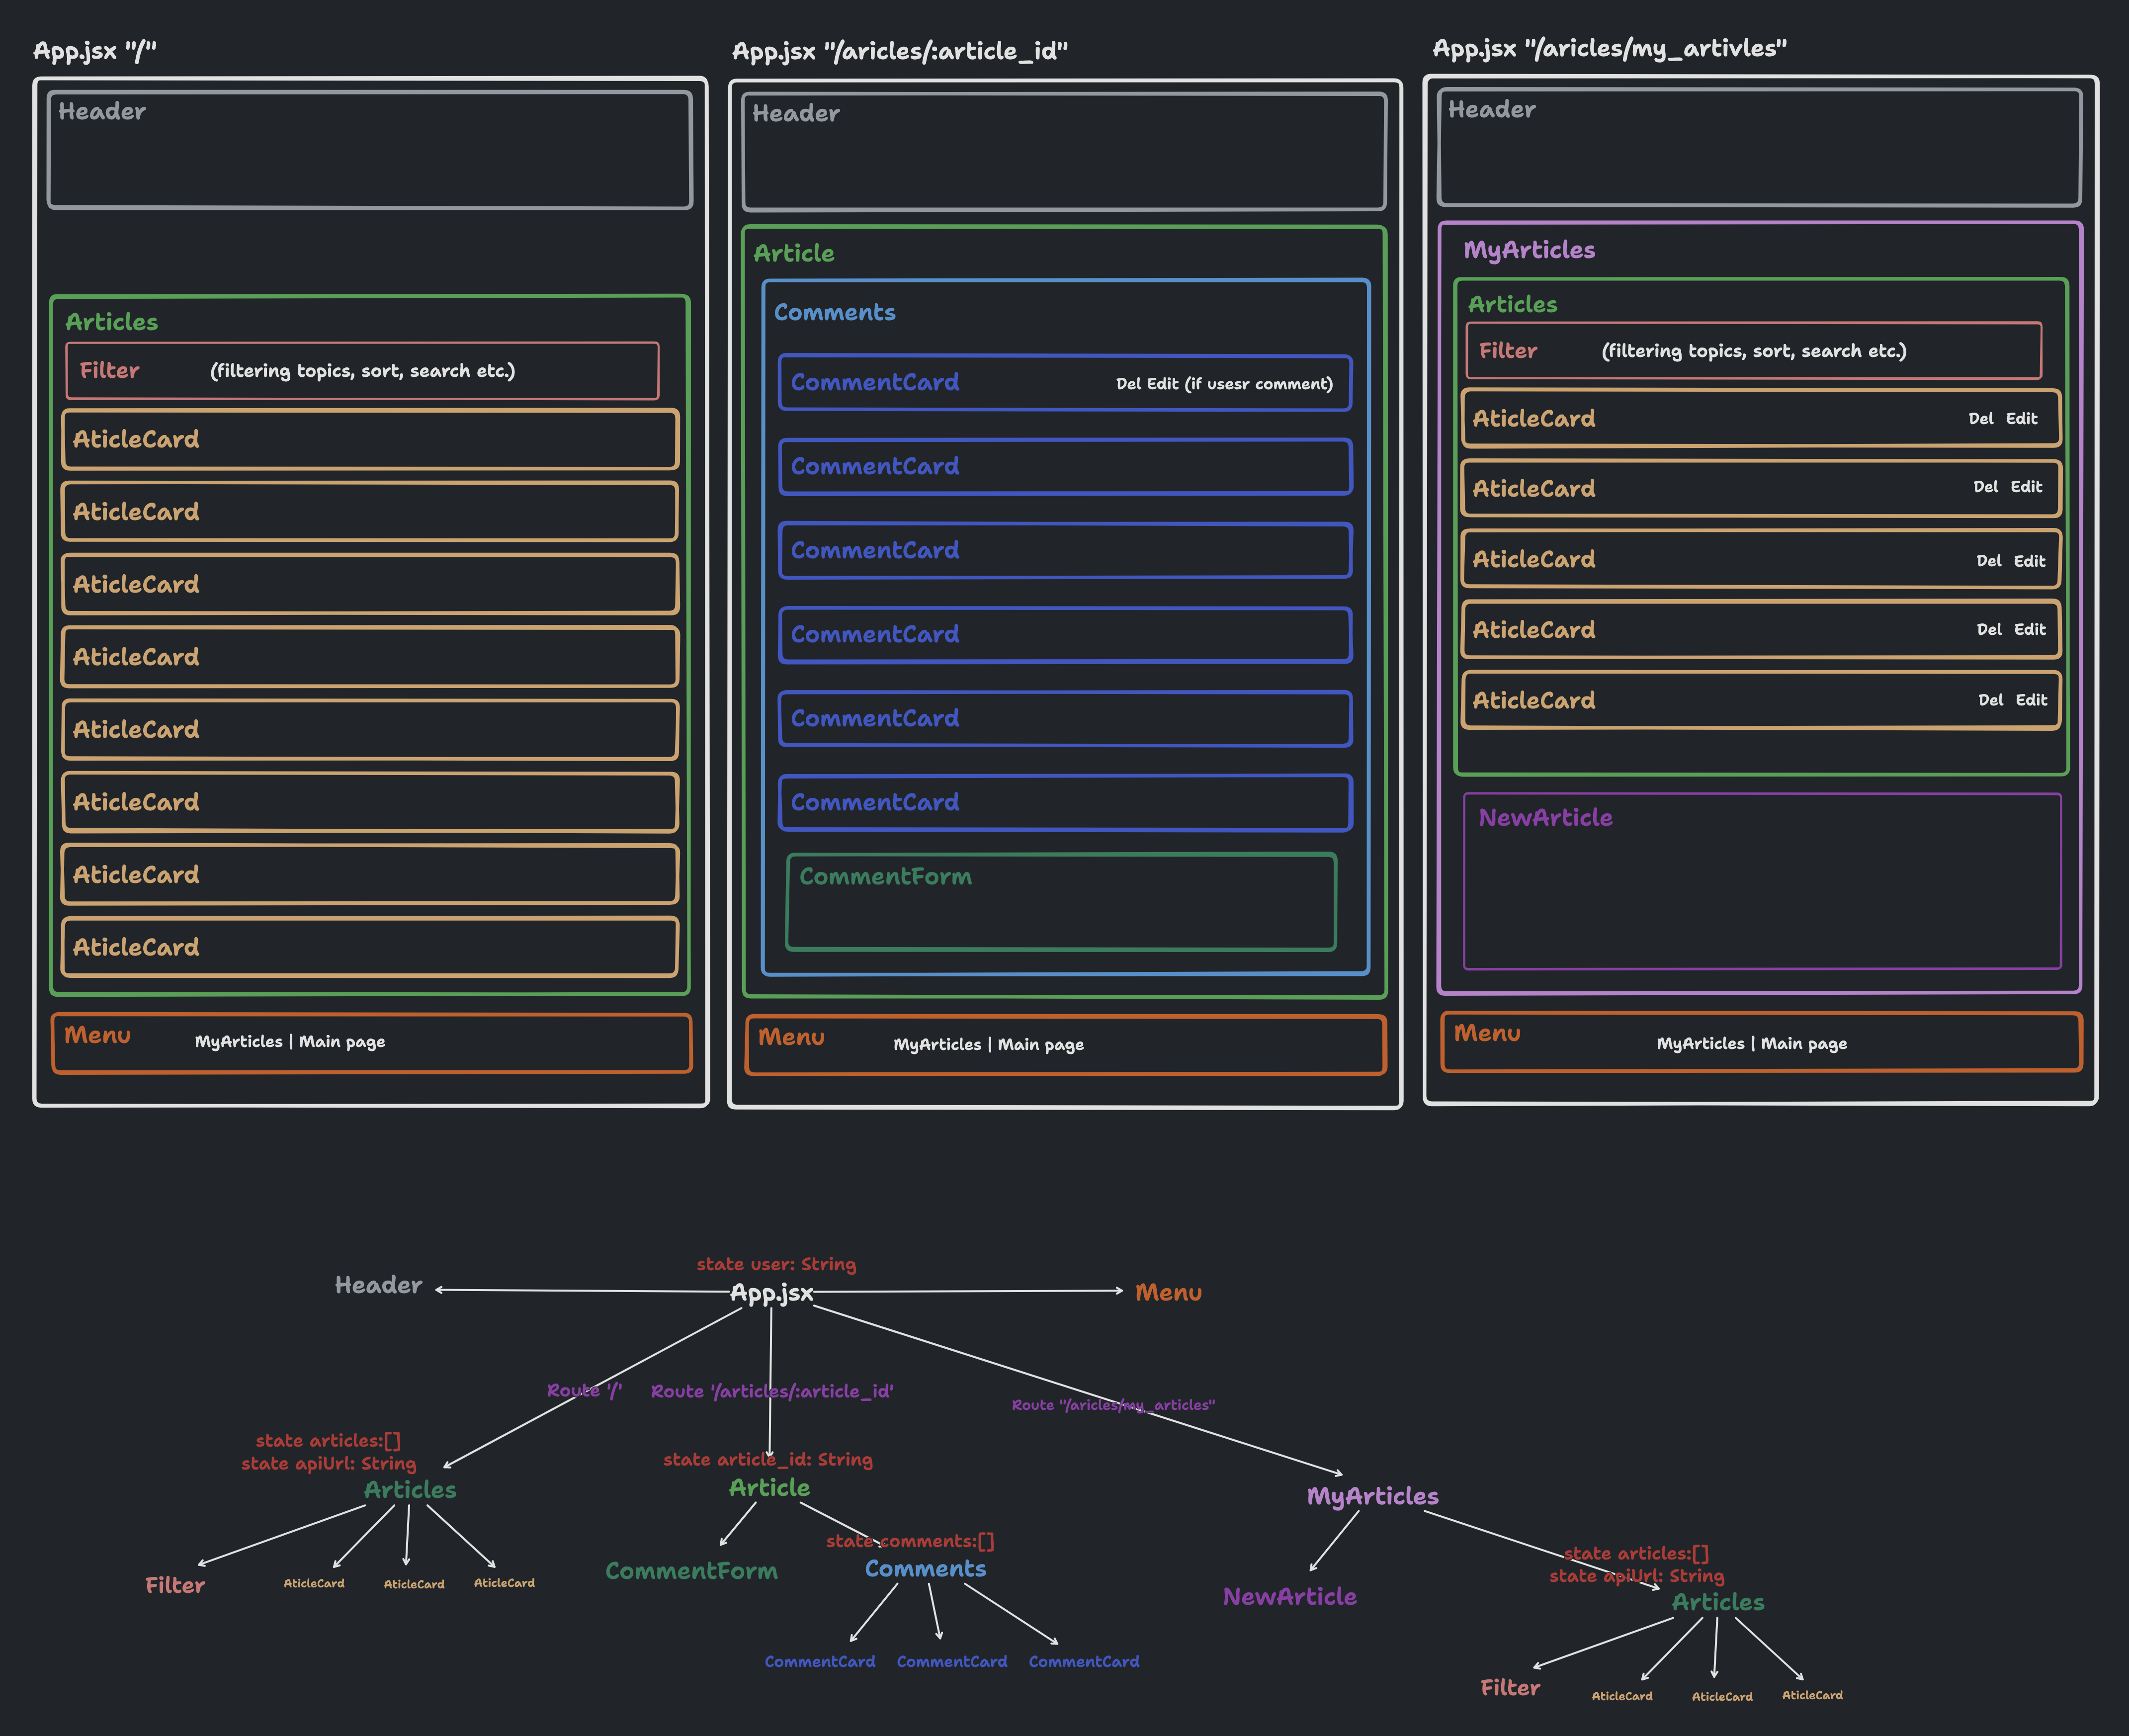 App.jsx "/"
Header
Articles
Filter (filtering topics, sort, search etc.)
AticleCard
AticleCard
AticleCard
AticleCard
AticleCard
AticleCard
AticleCard
AticleCard
Menu MyArticles | Main page
App.jsx "/aricles/:article_id"
Header
Article
Comments
CommentCard Del Edit (if usesr comment)
CommentCard
CommentCard
CommentCard
CommentCard
CommentCard
CommentForm
Menu MyArticles | Main page
App.jsx "/aricles/my_artivles"
Header
MyArticles
Articles
Filter (filtering topics, sort, search etc.)
AticleCard Del Edit
AticleCard Del Edit
AticleCard Del Edit
AticleCard Del Edit
AticleCard Del Edit
NewArticle
Menu MyArticles | Main page
state user: String
Header App.jsx Menu
Route '/' Route '/articles/:article_id' Route "/aricles/my_articles"
state articles:[]
state apiUrl: String
Articles
Filter AticleCard AticleCard AticleCard
state article_id: String
Article
CommentForm
state comments:[]
Comments
CommentCard CommentCard CommentCard
MyArticles
NewArticle
state articles:[]
state apiUrl: String
Articles
Filter AticleCard AticleCard AticleCard